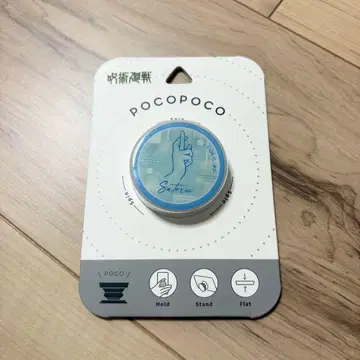 呪術廻戦
POCOPOCO
Satoru
POCO
Hold
Stand
Flat